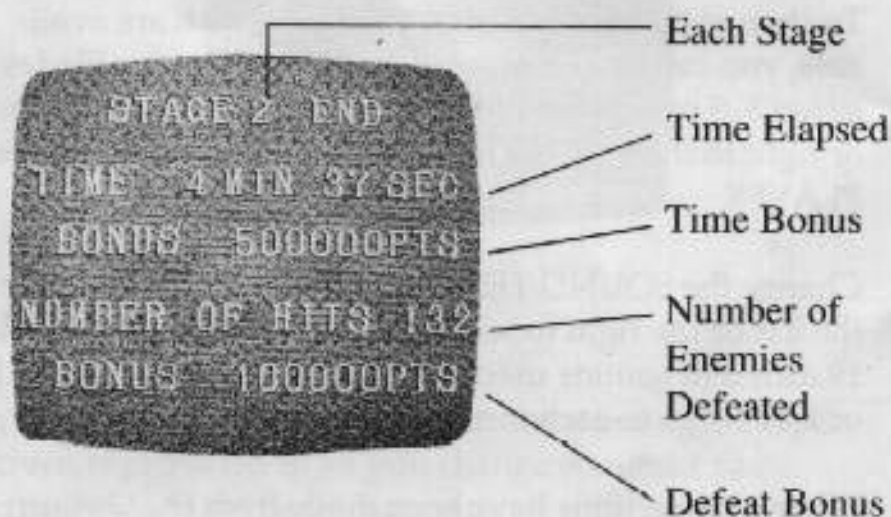 Each Stage
STAGE 2 END
Time Elapsed
TIME 4 MIN 37 SEC
Time Bonus
BONUS 500000PTS
Number of
Enemies
Defeated
NUMBER OF HITS 132
BONUS 100000PTS
Defeat Bonus